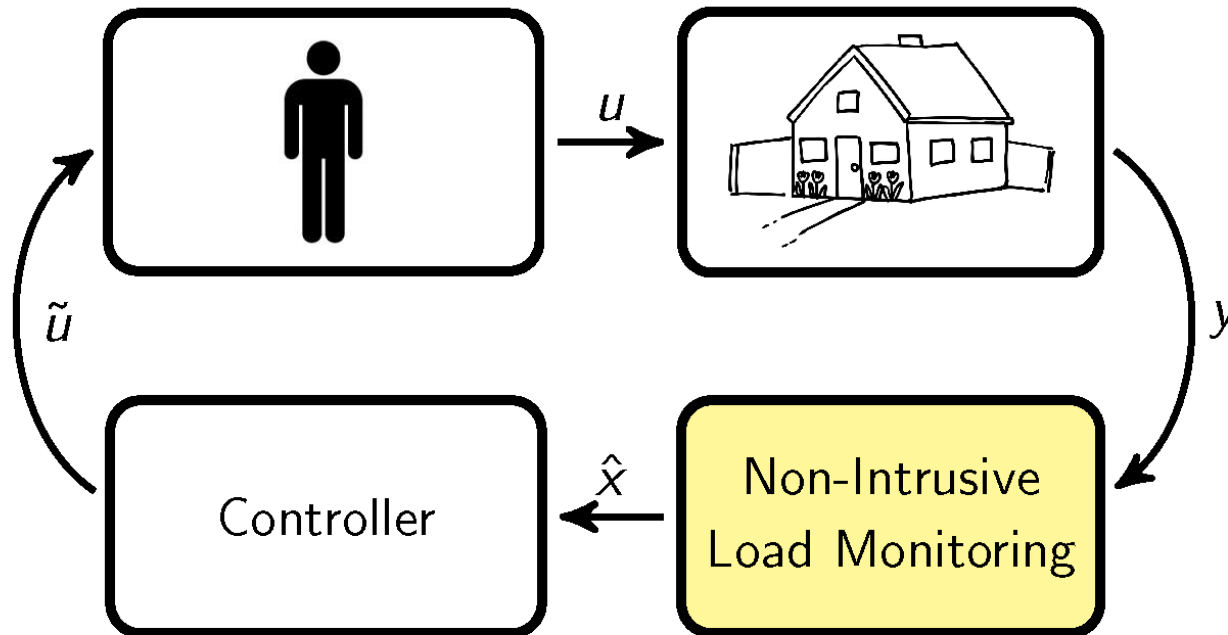 u
ũ
y
x̂
Controller
Non-Intrusive
Load Monitoring